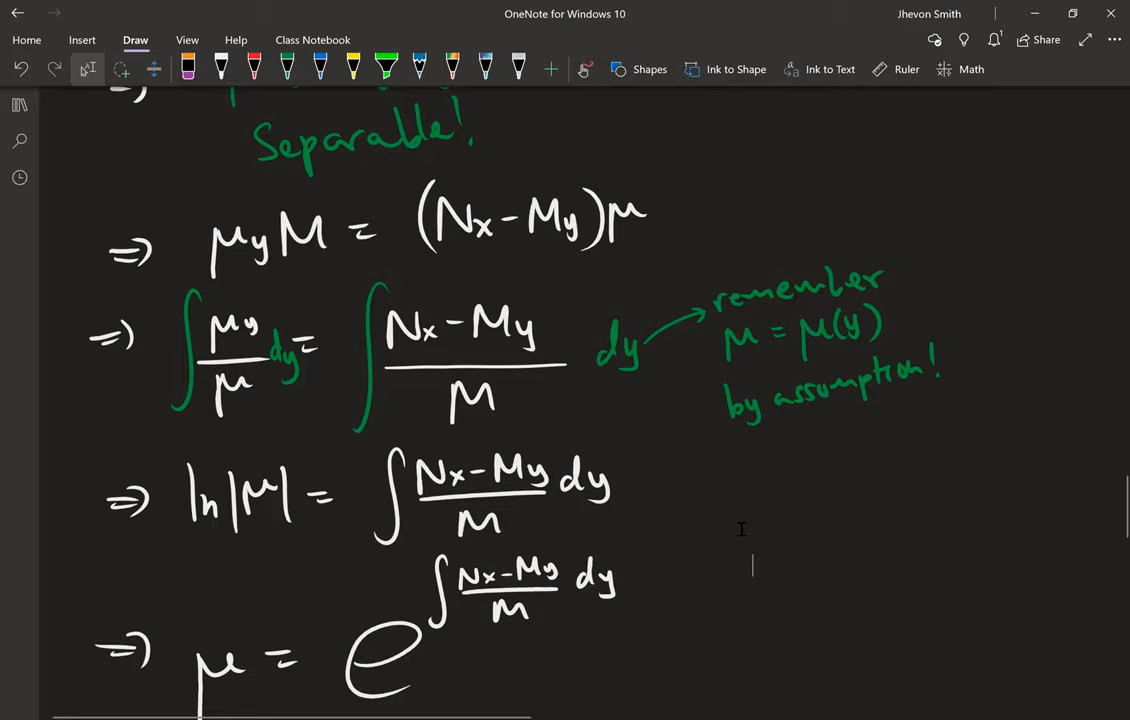 OneNote for Windows 10
Jhevon Smith
Home Insert Draw View Help Class Notebook Share
Shapes Ink to Shape Ink to Text Ruler Math
Separable!
⇒ μyM = (Nx - My)μ
⇒ ∫ μy/μ dy = ∫ (Nx - My)/M dy → remember
μ = μ(y)
by assumption!
⇒ ln|μ| = ∫ (Nx - My)/M dy
⇒ μ = e^∫ (Nx - My)/M dy